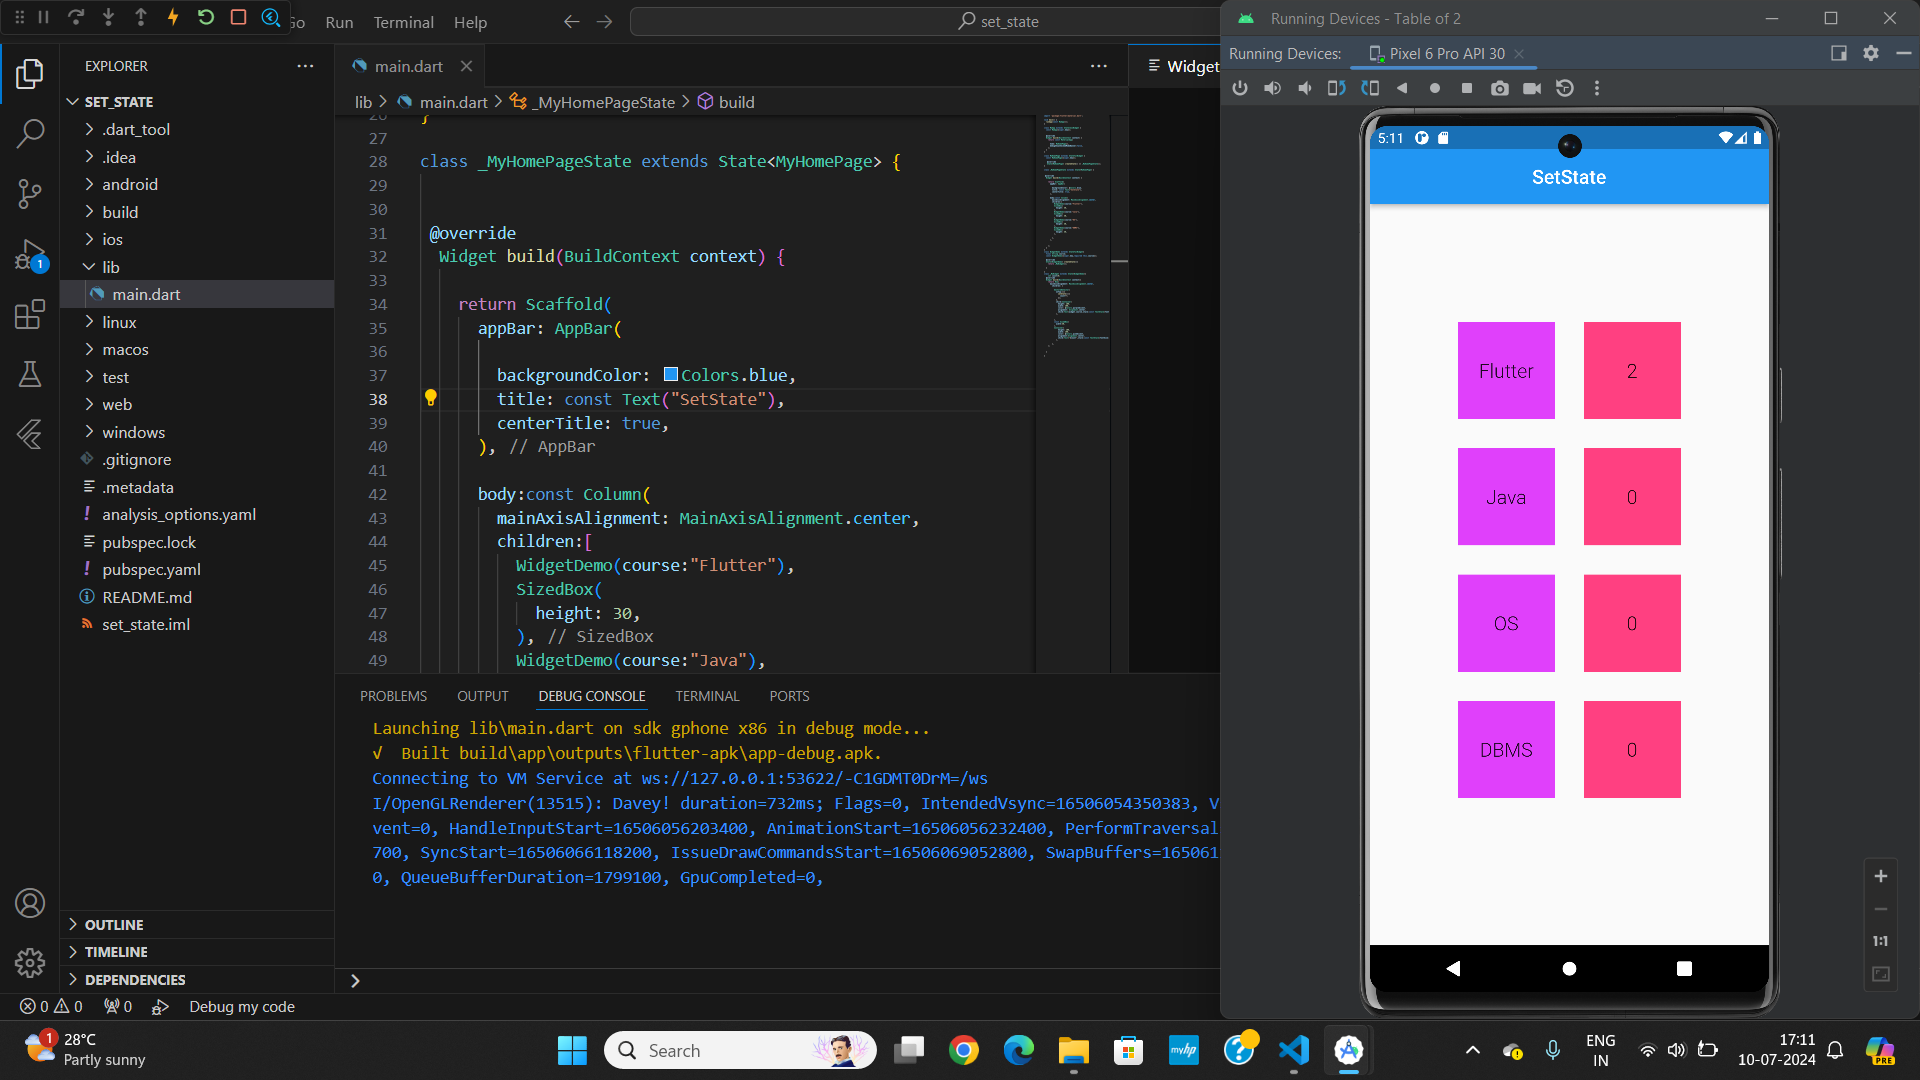 Go Run Terminal Help
set_state
EXPLORER
SET_STATE
.dart_tool
.idea
android
build
ios
lib
main.dart
linux
macos
test
web
windows
.gitignore
.metadata
analysis_options.yaml
pubspec.lock
pubspec.yaml
README.md
set_state.iml
OUTLINE
TIMELINE
DEPENDENCIES
main.dart
Widget
lib > main.dart > _MyHomePageState > build
26 }
27
28 class _MyHomePageState extends State<MyHomePage> {
29
30
31 @override
32 Widget build(BuildContext context) {
33
34 return Scaffold(
35 appBar: AppBar(
36
37 backgroundColor: Colors.blue,
38 title: const Text("SetState"),
39 centerTitle: true,
40 ), // AppBar
41
42 body:const Column(
43 mainAxisAlignment: MainAxisAlignment.center,
44 children:[
45 WidgetDemo(course:"Flutter"),
46 SizedBox(
47 height: 30,
48 ), // SizedBox
49 WidgetDemo(course:"Java"),
PROBLEMS OUTPUT DEBUG CONSOLE TERMINAL PORTS
Launching lib\main.dart on sdk gphone x86 in debug mode...
√ Built build\app\outputs\flutter-apk\app-debug.apk.
Connecting to VM Service at ws://127.0.0.1:53622/-C1GDMT0DrM=/ws
I/OpenGLRenderer(13515): Davey! duration=732ms; Flags=0, IntendedVsync=16506054350383, V
vent=0, HandleInputStart=16506056203400, AnimationStart=16506056232400, PerformTraversal
700, SyncStart=16506066118200, IssueDrawCommandsStart=16506069052800, SwapBuffers=165061
0, QueueBufferDuration=1799100, GpuCompleted=0,
1
0 0 0 Debug my code
Running Devices - Table of 2
Running Devices: Pixel 6 Pro API 30
5:11
SetState
Flutter 2
Java 0
OS 0
DBMS 0
1:1
1
28°C
Partly sunny
Search
myhp
ENG
IN
17:11
10-07-2024
PRE